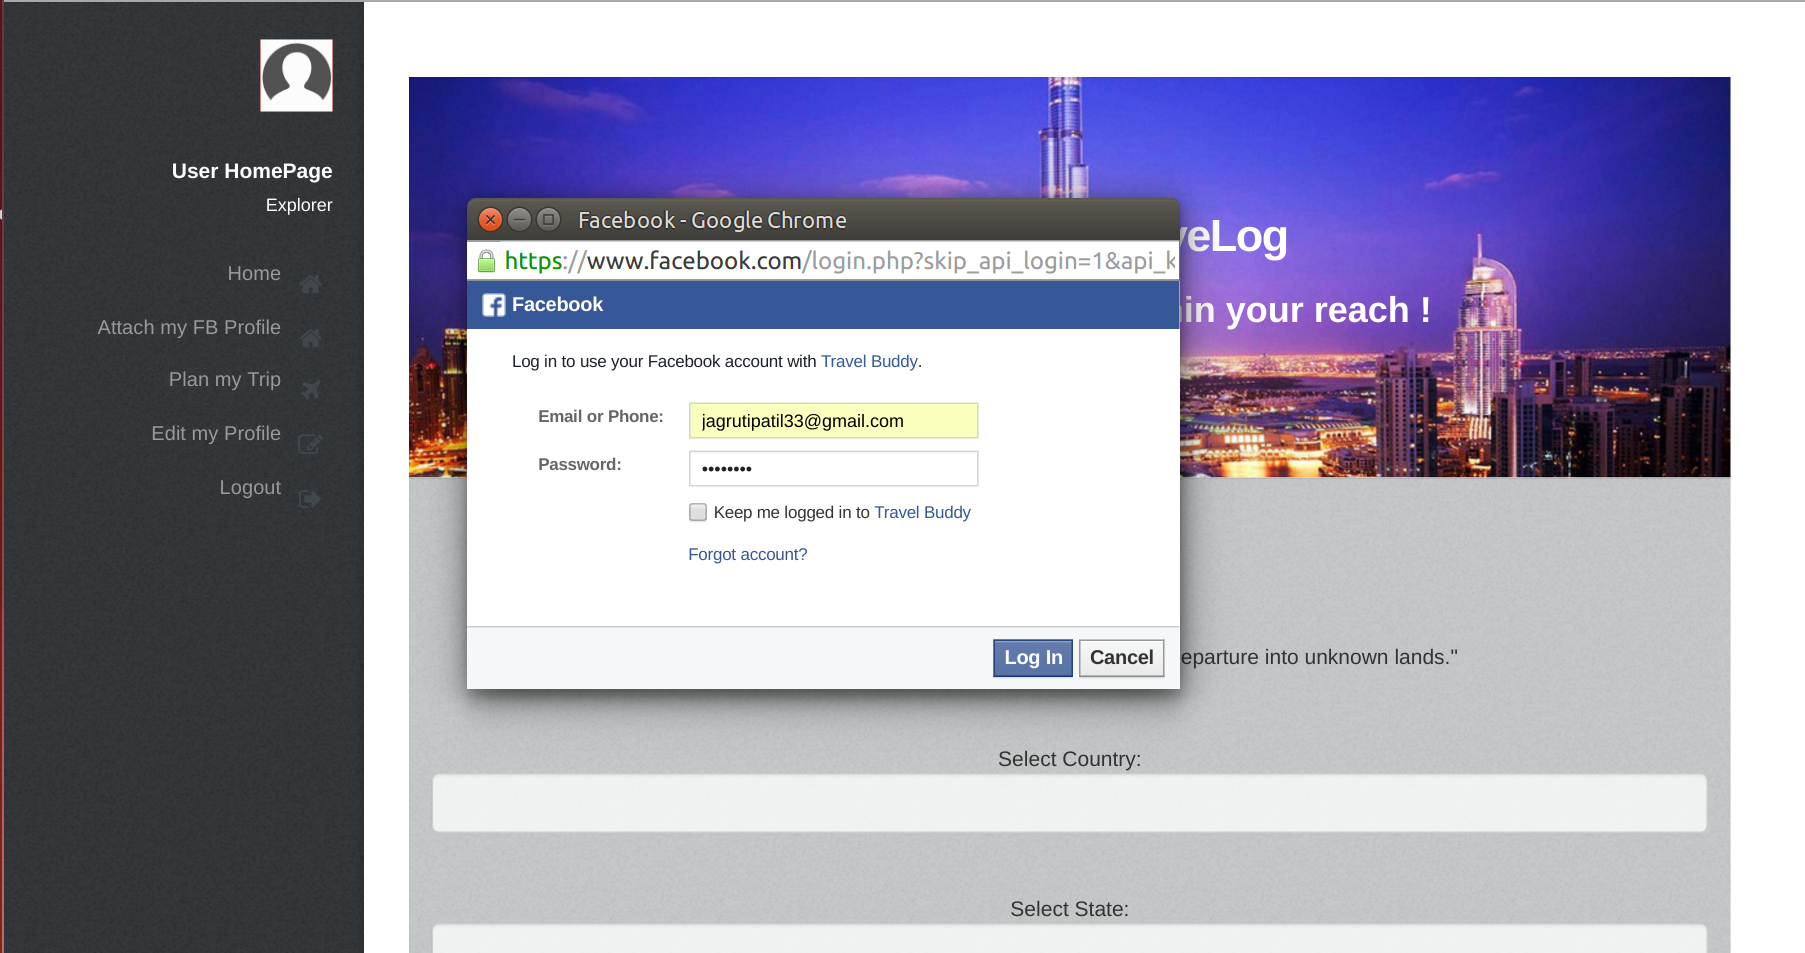 User HomePage
Explorer
Home
Attach my FB Profile
Plan my Trip
Edit my Profile
Logout
veLog
in your reach !
Facebook - Google Chrome
https://www.facebook.com/login.php?skip_api_login=1&api_k
Facebook
Log in to use your Facebook account with Travel Buddy.
Email or Phone:
jagrutipatil33@gmail.com
Password:
••••••••
Keep me logged in to Travel Buddy
Forgot account?
Log In
Cancel
eparture into unknown lands."
Select Country:
Select State: